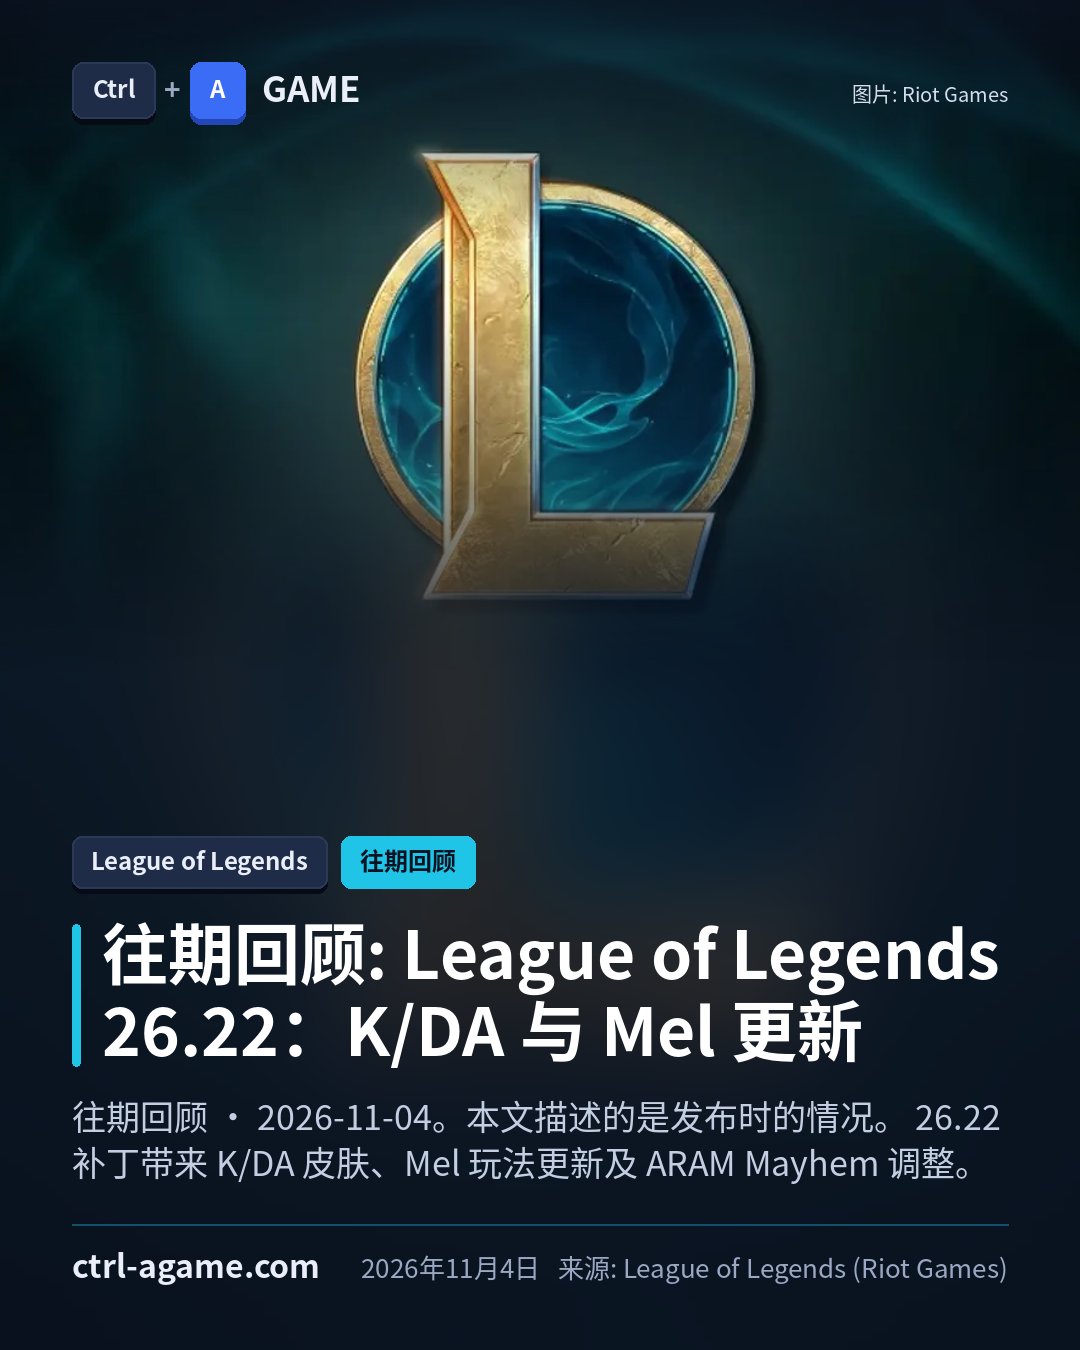 Ctrl + A GAME
图片: Riot Games
League of Legends 往期回顾
往期回顾: League of Legends
26.22：K/DA 与 Mel 更新
往期回顾 · 2026-11-04。本文描述的是发布时的情况。 26.22
补丁带来 K/DA 皮肤、Mel 玩法更新及 ARAM Mayhem 调整。
ctrl-agame.com 2026年11月4日 来源: League of Legends (Riot Games)